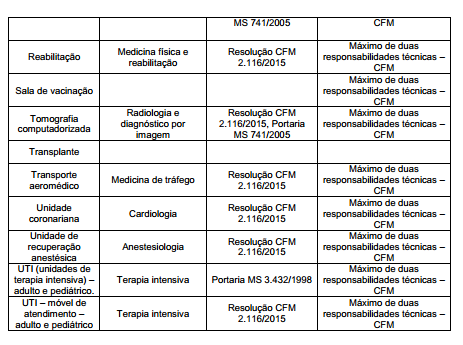 MS 741/2005 CFM
Reabilitação Medicina física e reabilitação Resolução CFM 2.116/2015 Máximo de duas responsabilidades técnicas – CFM
Sala de vacinação Máximo de duas responsabilidades técnicas – CFM
Tomografia computadorizada Radiologia e diagnóstico por imagem Resolução CFM 2.116/2015, Portaria MS 741/2005 Máximo de duas responsabilidades técnicas – CFM
Transplante
Transporte aeromédico Medicina de tráfego Resolução CFM 2.116/2015 Máximo de duas responsabilidades técnicas – CFM
Unidade coronariana Cardiologia Resolução CFM 2.116/2015 Máximo de duas responsabilidades técnicas – CFM
Unidade de recuperação anestésica Anestesiologia Resolução CFM 2.116/2015 Máximo de duas responsabilidades técnicas – CFM
UTI (unidades de terapia intensiva) – adulto e pediátrico. Terapia intensiva Portaria MS 3.432/1998 Máximo de duas responsabilidades técnicas – CFM
UTI – móvel de atendimento – adulto e pediátrico Terapia intensiva Resolução CFM 2.116/2015 Máximo de duas responsabilidades técnicas – CFM